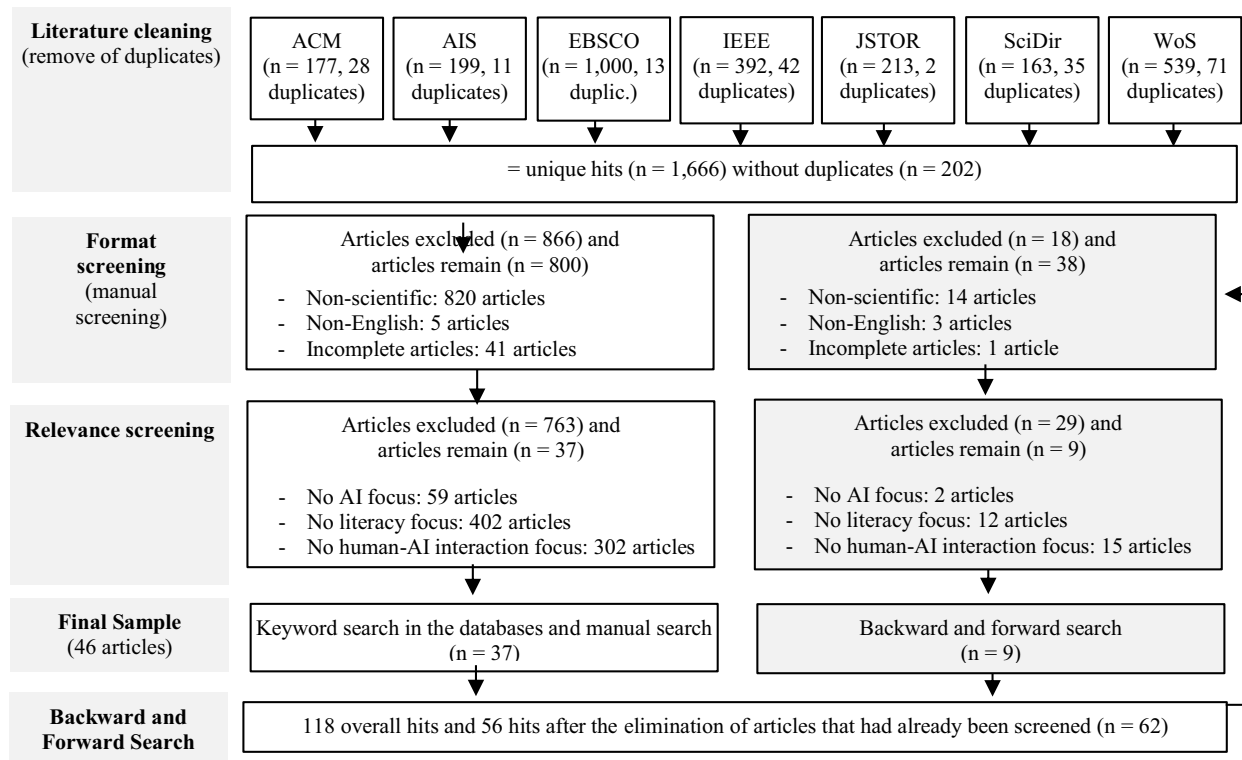 Literature cleaning
(remove of duplicates)
ACM
(n = 177, 28
duplicates)
AIS
(n = 199, 11
duplicates)
EBSCO
(n = 1,000, 13
duplic.)
IEEE
(n = 392, 42
duplicates)
JSTOR
(n = 213, 2
duplicates)
SciDir
(n = 163, 35
duplicates)
WoS
(n = 539, 71
duplicates)
= unique hits (n = 1,666) without duplicates (n = 202)
Format
screening
(manual
screening)
Articles excluded (n = 866) and
articles remain (n = 800)
- Non-scientific: 820 articles
- Non-English: 5 articles
- Incomplete articles: 41 articles
Articles excluded (n = 18) and
articles remain (n = 38)
- Non-scientific: 14 articles
- Non-English: 3 articles
- Incomplete articles: 1 article
Relevance screening
Articles excluded (n = 763) and
articles remain (n = 37)
- No AI focus: 59 articles
- No literacy focus: 402 articles
- No human-AI interaction focus: 302 articles
Articles excluded (n = 29) and
articles remain (n = 9)
- No AI focus: 2 articles
- No literacy focus: 12 articles
- No human-AI interaction focus: 15 articles
Final Sample
(46 articles)
Keyword search in the databases and manual search
(n = 37)
Backward and forward search
(n = 9)
Backward and
Forward Search
118 overall hits and 56 hits after the elimination of articles that had already been screened (n = 62)